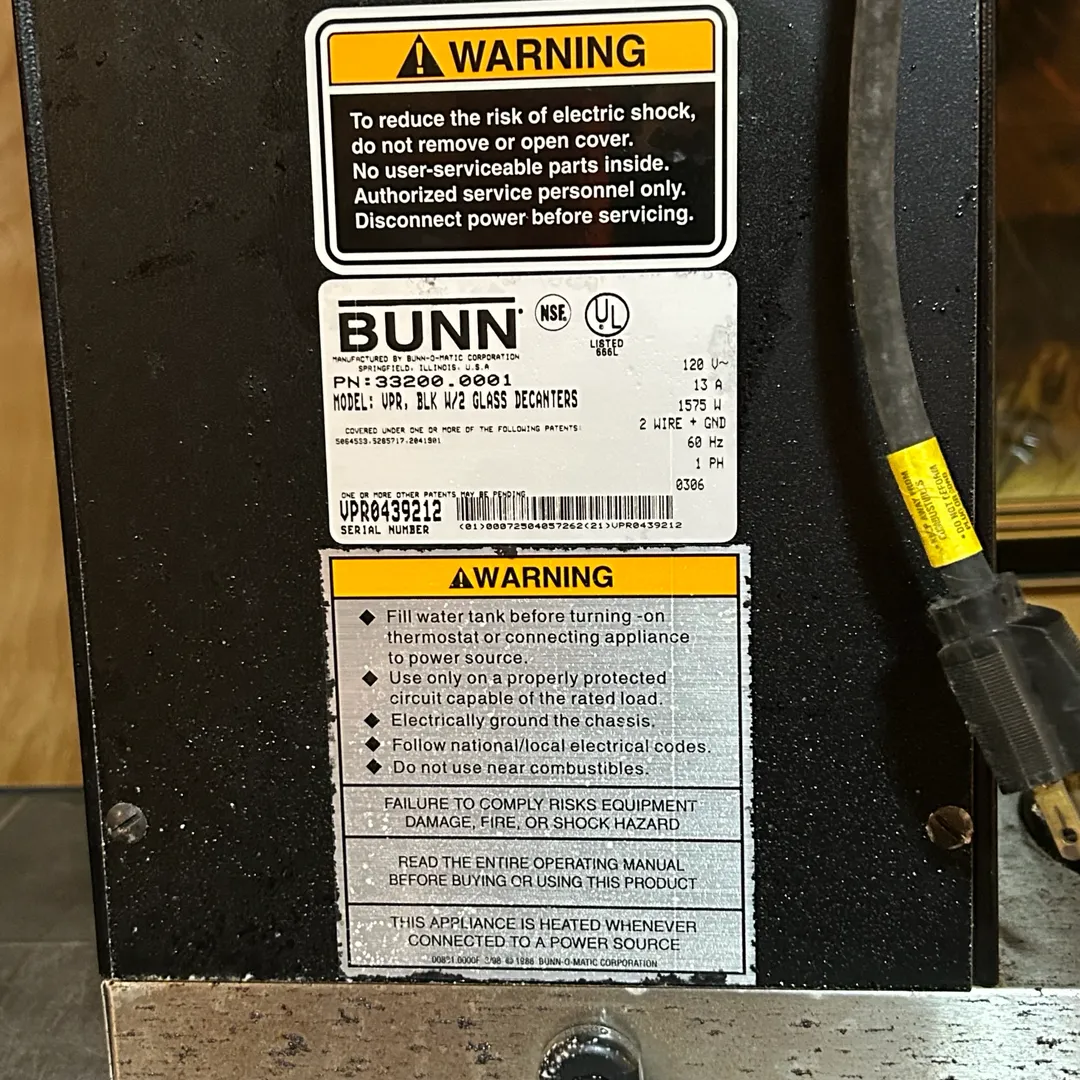 WARNING
To reduce the risk of electric shock,
do not remove or open cover.
No user-serviceable parts inside.
Authorized service personnel only.
Disconnect power before servicing.
BUNN
NSF.
UL
LISTED
666L
MANUFACTURED BY BUNN-O-MATIC CORPORATION
SPRINGFIELD, ILLINOIS, U.S.A
PN:33200.0001
MODEL: VPR, BLK W/2 GLASS DECANTERS
120 V~
13 A
1575 W
2 WIRE + GND
60 Hz
1 PH
0306
COVERED UNDER ONE OR MORE OF THE FOLLOWING PATENTS:
ONE OR MORE OTHER PATENTS MAY BE PENDING
VPR0439212
SERIAL NUMBER
(01)00072504057262(21)VPR0439212
WARNING
◆ Fill water tank before turning -on
thermostat or connecting appliance
to power source.
◆ Use only on a properly protected
circuit capable of the rated load.
◆ Electrically ground the chassis.
◆ Follow national/local electrical codes.
◆ Do not use near combustibles.
FAILURE TO COMPLY RISKS EQUIPMENT
DAMAGE, FIRE, OR SHOCK HAZARD
READ THE ENTIRE OPERATING MANUAL
BEFORE BUYING OR USING THIS PRODUCT
THIS APPLIANCE IS HEATED WHENEVER
CONNECTED TO A POWER SOURCE
© 1986 BUNN-O-MATIC CORPORATION